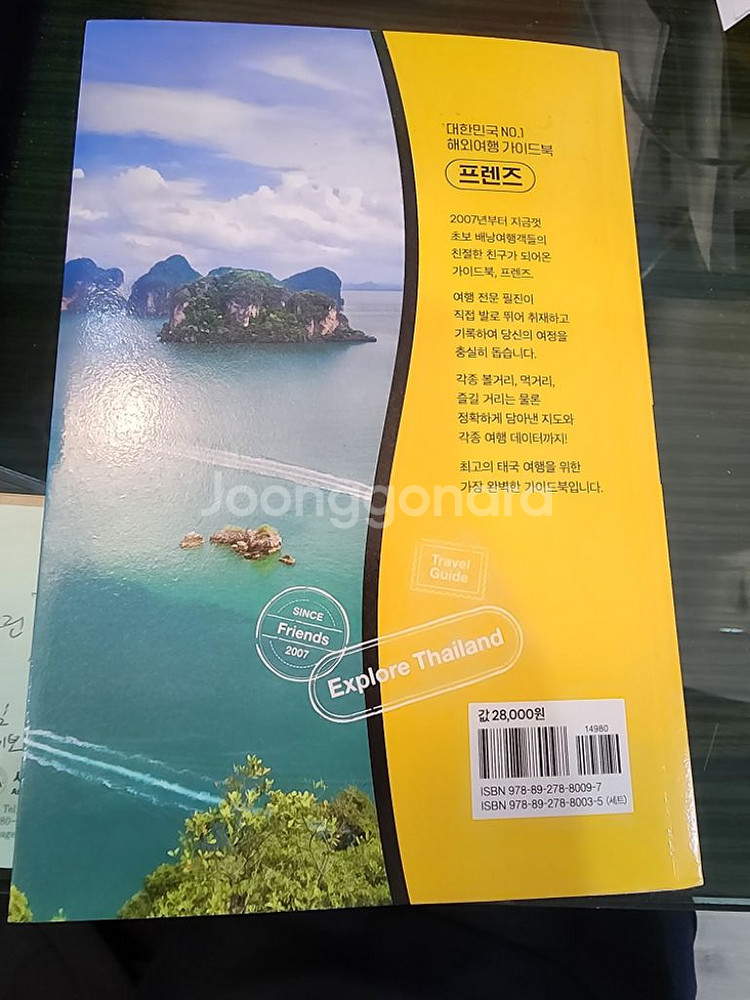 대한민국 NO.1
해외여행 가이드북
프렌즈
2007년부터 지금껏
초보 배낭여행객들의
친절한 친구가 되어온
가이드북, 프렌즈.
여행 전문 필진이
직접 발로 뛰어 취재하고
기록하여 당신의 여정을
충실히 돕습니다.
각종 볼거리, 먹거리,
즐길 거리는 물론
정확하게 담아낸 지도와
각종 여행 데이터까지!
최고의 태국 여행을 위한
가장 완벽한 가이드북입니다.
Joonggonara
Travel
Guide
SINCE
Friends
2007
Explore Thailand
값 28,000원
14980
ISBN 978-89-278-8009-7
ISBN 978-89-278-8003-5 (세트)